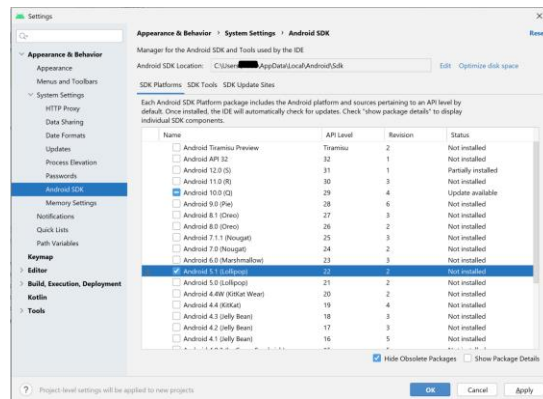 Settings
Appearance & Behavior
Appearance
Menus and Toolbars
System Settings
HTTP Proxy
Data Sharing
Date Formats
Updates
Process Elevation
Passwords
Android SDK
Memory Settings
Notifications
Quick Lists
Path Variables
Keymap
Editor
Build, Execution, Deployment
Kotlin
Tools
Appearance & Behavior › System Settings › Android SDK
Rese
Manager for the Android SDK and Tools used by the IDE
Android SDK Location: C:\Users AppData\Local\Android\Sdk Edit Optimize disk space
SDK Platforms SDK Tools SDK Update Sites
Each Android SDK Platform package includes the Android platform and sources pertaining to an API level by
default. Once installed, the IDE will automatically check for updates. Check "show package details" to display
individual SDK components.
Name API Level Revision Status
Android Tiramisu Preview Tiramisu 2 Not installed
Android API 32 32 1 Not installed
Android 12.0 (S) 31 1 Partially installed
Android 11.0 (R) 30 3 Not installed
Android 10.0 (Q) 29 4 Update available
Android 9.0 (Pie) 28 6 Not installed
Android 8.1 (Oreo) 27 3 Not installed
Android 8.0 (Oreo) 26 2 Not installed
Android 7.1.1 (Nougat) 25 3 Not installed
Android 7.0 (Nougat) 24 2 Not installed
Android 6.0 (Marshmallow) 23 3 Not installed
Android 5.1 (Lollipop) 22 2 Not installed
Android 5.0 (Lollipop) 21 2 Not installed
Android 4.4W (KitKat Wear) 20 2 Not installed
Android 4.4 (KitKat) 19 4 Not installed
Android 4.3 (Jelly Bean) 18 3 Not installed
Android 4.2 (Jelly Bean) 17 3 Not installed
Android 4.1 (Jelly Bean) 16 5 Not installed
Hide Obsolete Packages Show Package Details
? Project-level settings will be applied to new projects
OK Cancel Apply